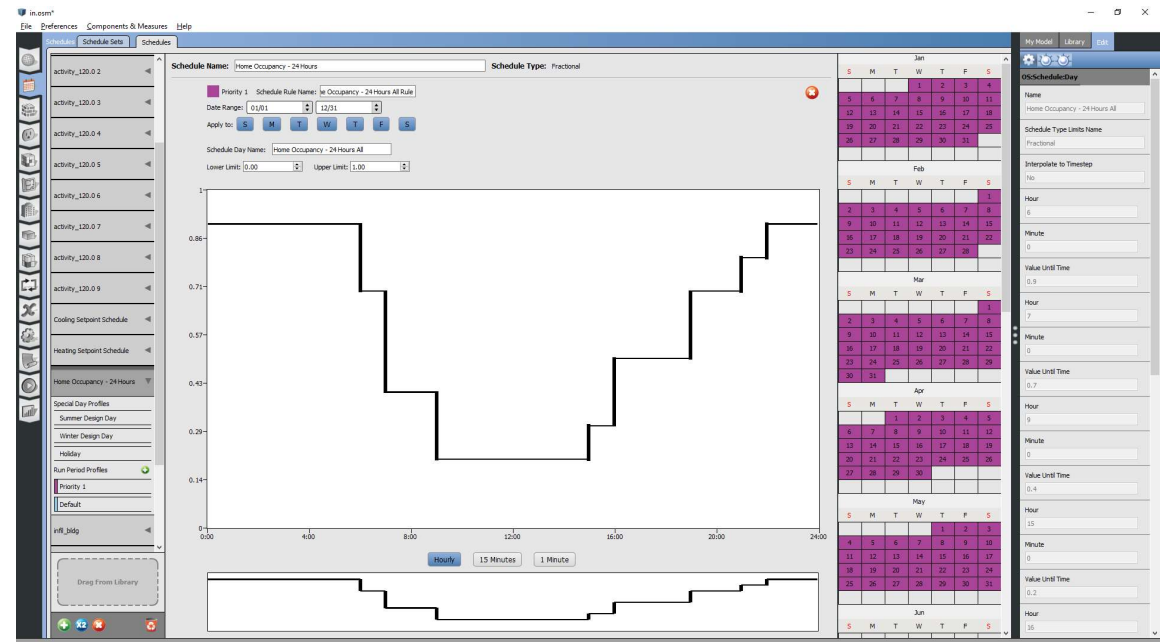 in.osm*
File Preferences Components & Measures Help
Schedules Schedule Sets Schedules
My Model Library Edit
activity_120.0 2
activity_120.0 3
activity_120.0 4
activity_120.0 5
activity_120.0 6
activity_120.0 7
activity_120.0 8
activity_120.0 9
Cooling Setpoint Schedule
Heating Setpoint Schedule
Home Occupancy - 24 Hours
Special Day Profiles
Summer Design Day
Winter Design Day
Holiday
Run Period Profiles
Priority 1
Default
infil_bldg
Drag From Library
x2
Schedule Name: Home Occupancy - 24 Hours Schedule Type: Fractional
Priority 1 Schedule Rule Name: e Occupancy - 24 Hours All Rule
Date Range: 01/01 12/31
Apply to: S M T W T F S
Schedule Day Name: Home Occupancy - 24 Hours All
Lower Limit: 0.00 Upper Limit: 1.00
1
0.86
0.71
0.57
0.43
0.29
0.14
0
0:00 4:00 8:00 12:00 16:00 20:00 24:00
Hourly 15 Minutes 1 Minute
Jan
S M T W T F S
1 2 3 4
5 6 7 8 9 10 11
12 13 14 15 16 17 18
19 20 21 22 23 24 25
26 27 28 29 30 31
Feb
S M T W T F S
1
2 3 4 5 6 7 8
9 10 11 12 13 14 15
16 17 18 19 20 21 22
23 24 25 26 27 28
Mar
S M T W T F S
1
2 3 4 5 6 7 8
9 10 11 12 13 14 15
16 17 18 19 20 21 22
23 24 25 26 27 28 29
30 31
Apr
S M T W T F S
1 2 3 4 5
6 7 8 9 10 11 12
13 14 15 16 17 18 19
20 21 22 23 24 25 26
27 28 29 30
May
S M T W T F S
1 2 3
4 5 6 7 8 9 10
11 12 13 14 15 16 17
18 19 20 21 22 23 24
25 26 27 28 29 30 31
Jun
S M T W T F S
OS:Schedule:Day
Name
Home Occupancy - 24 Hours All
Schedule Type Limits Name
Fractional
Interpolate to Timestep
No
Hour
6
Minute
0
Value Until Time
0.9
Hour
7
Minute
0
Value Until Time
0.7
Hour
9
Minute
0
Value Until Time
0.4
Hour
15
Minute
0
Value Until Time
0.2
Hour
16